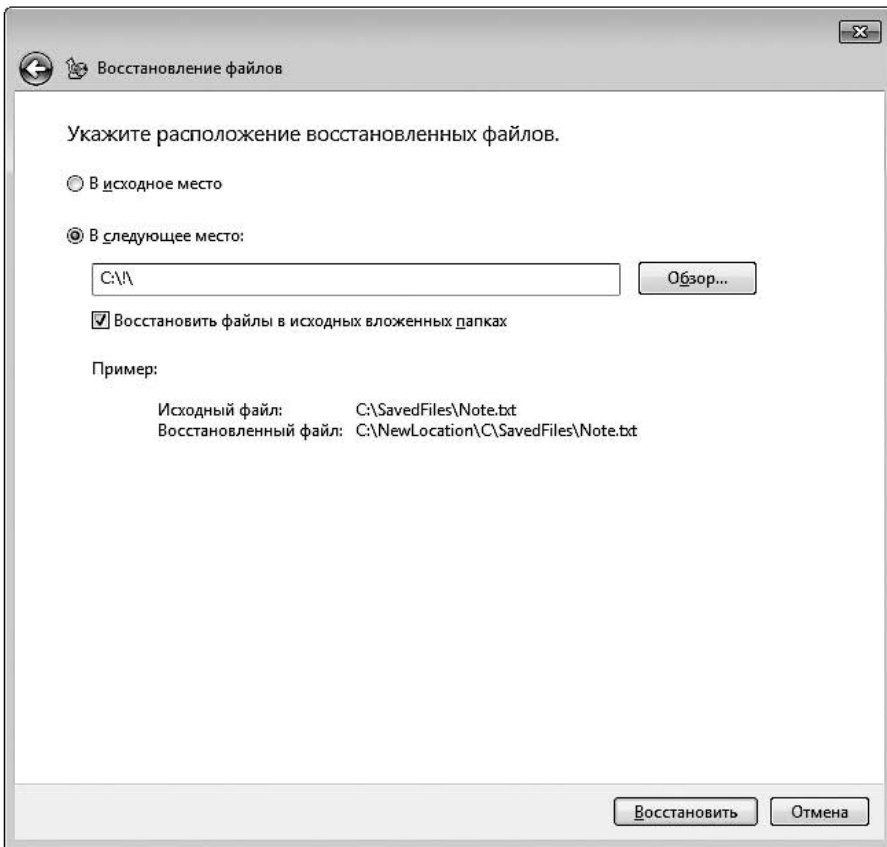 Восстановление файлов
Укажите расположение восстановленных файлов.
В исходное место
В следующее место:
C:\!\
Обзор...
Восстановить файлы в исходных вложенных папках
Пример:
Исходный файл: C:\SavedFiles\Note.txt
Восстановленный файл: C:\NewLocation\C\SavedFiles\Note.txt
Восстановить Отмена